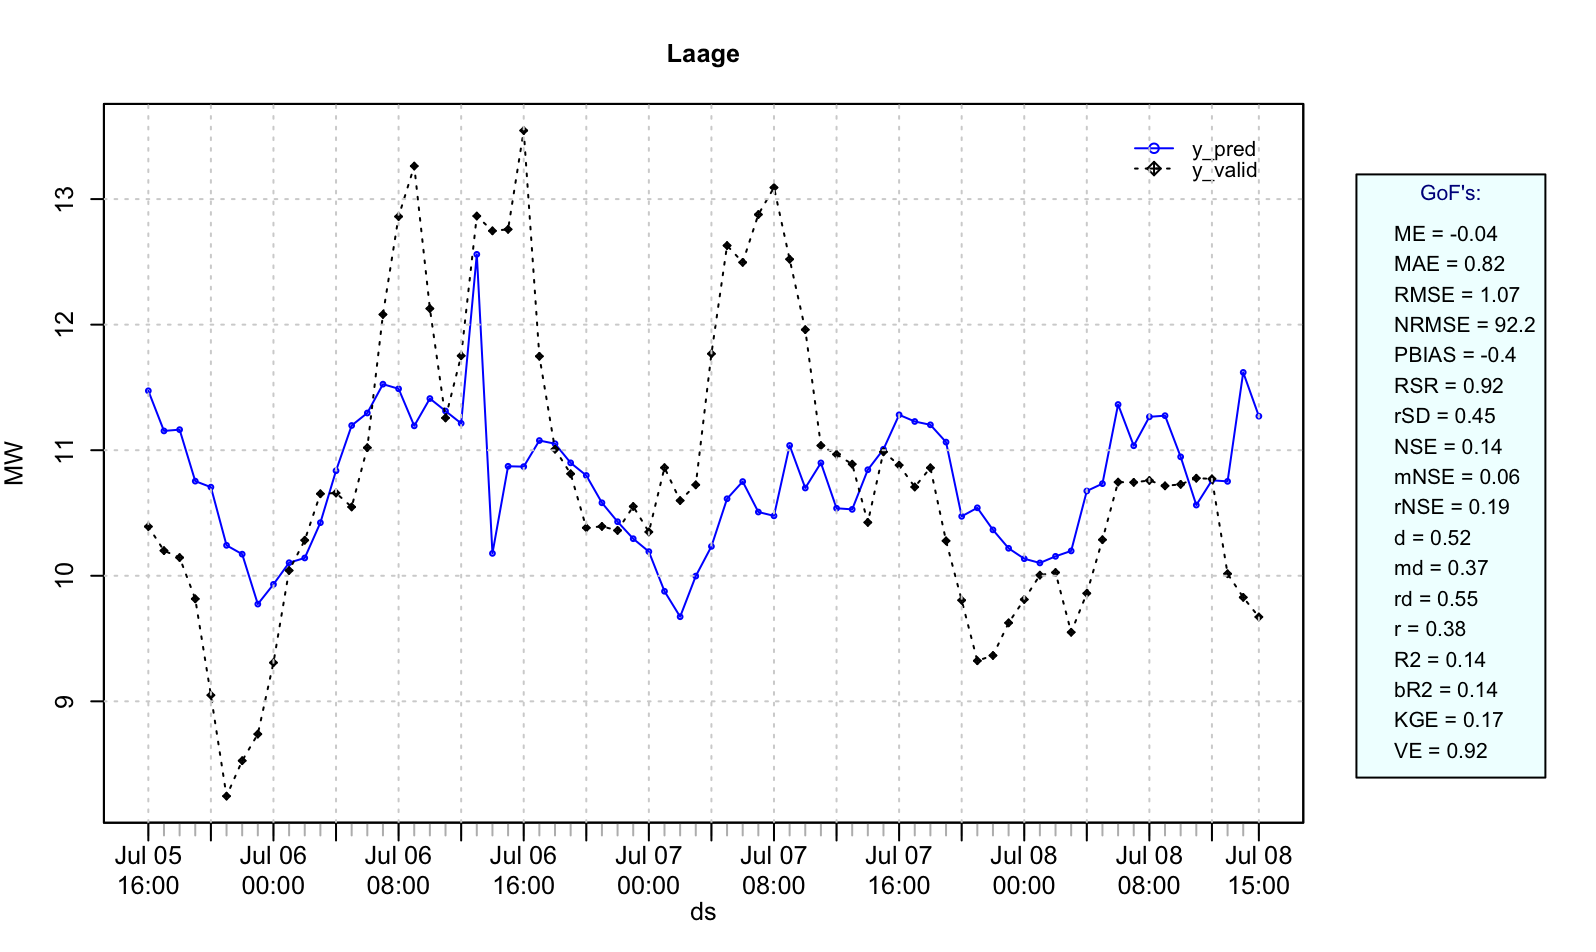 Laage
y_pred
y_valid
MW
13
12
11
10
9
Jul 05 Jul 06 Jul 06 Jul 06 Jul 07 Jul 07 Jul 07 Jul 08 Jul 08 Jul 08
16:00 00:00 08:00 16:00 00:00 08:00 16:00 00:00 08:00 15:00
ds
GoF's:
ME = -0.04
MAE = 0.82
RMSE = 1.07
NRMSE = 92.2
PBIAS = -0.4
RSR = 0.92
rSD = 0.45
NSE = 0.14
mNSE = 0.06
rNSE = 0.19
d = 0.52
md = 0.37
rd = 0.55
r = 0.38
R2 = 0.14
bR2 = 0.14
KGE = 0.17
VE = 0.92